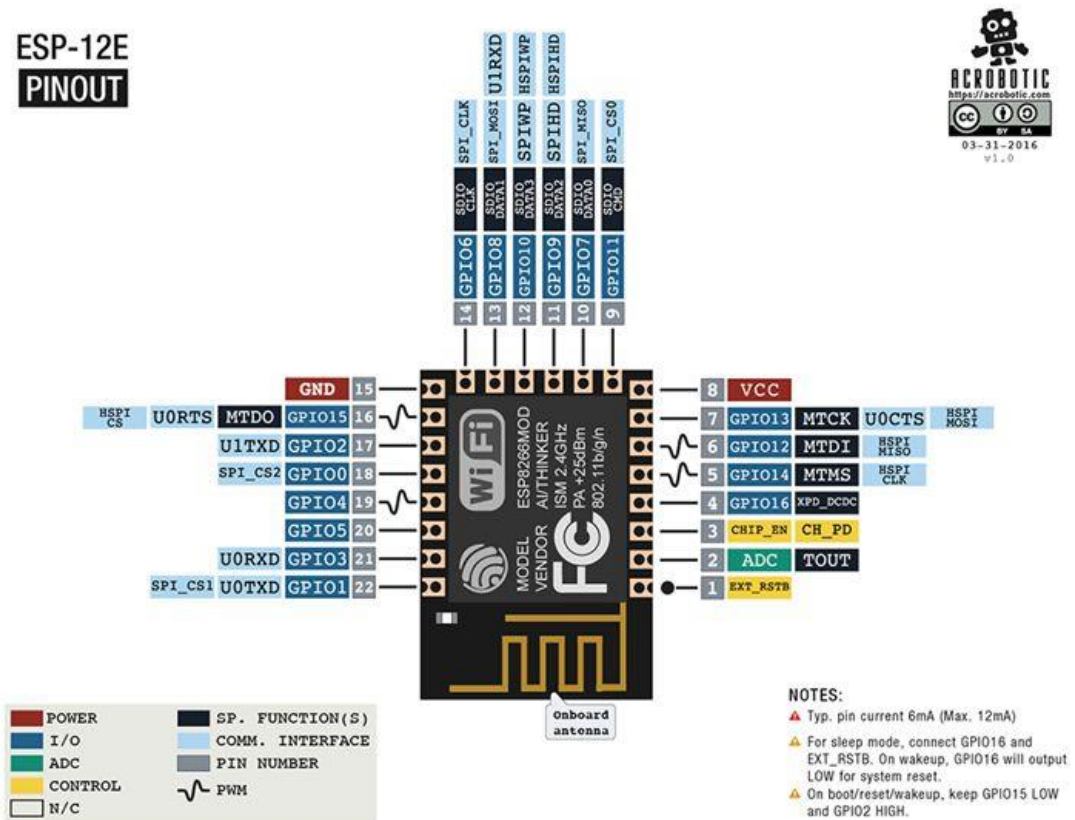 ESP-12E
PINOUT
ACROBOTIC
https://acrobotic.com
cc BY SA
03-31-2016
v1.0
14 GPIO6 SDIO CLK SPI_CLK
13 GPIO8 SDIO DATA1 SPI_MOSI U1RXD
12 GPIO10 SDIO DATA3 SPIWP HSPIWP
11 GPIO9 SDIO DATA2 SPIHD HSPIHD
10 GPIO7 SDIO DATA0 SPI_MISO
9 GPIO11 SDIO CMD SPI_CS0
GND 15
HSPI CS U0RTS MTDO GPIO15 16
U1TXD GPIO2 17
SPI_CS2 GPIO0 18
GPIO4 19
GPIO5 20
U0RXD GPIO3 21
SPI_CS1 U0TXD GPIO1 22
WiFi
MODEL ESP8266MOD
VENDOR AI/THINKER
ISM 2.4GHz
PA +25dBm
802.11b/g/n
FC
8 VCC
7 GPIO13 MTCK U0CTS HSPI MOSI
6 GPIO12 MTDI HSPI MISO
5 GPIO14 MTMS HSPI CLK
4 GPIO16 XPD_DCDC
3 CHIP_EN CH_PD
2 ADC TOUT
1 EXT_RSTB
Onboard
antenna
POWER
I/O
ADC
CONTROL
N/C
SP. FUNCTION(S)
COMM. INTERFACE
PIN NUMBER
PWM
NOTES:
Typ. pin current 6mA (Max. 12mA)
For sleep mode, connect GPIO16 and
EXT_RSTB. On wakeup, GPIO16 will output
LOW for system reset.
On boot/reset/wakeup, keep GPIO15 LOW
and GPIO2 HIGH.